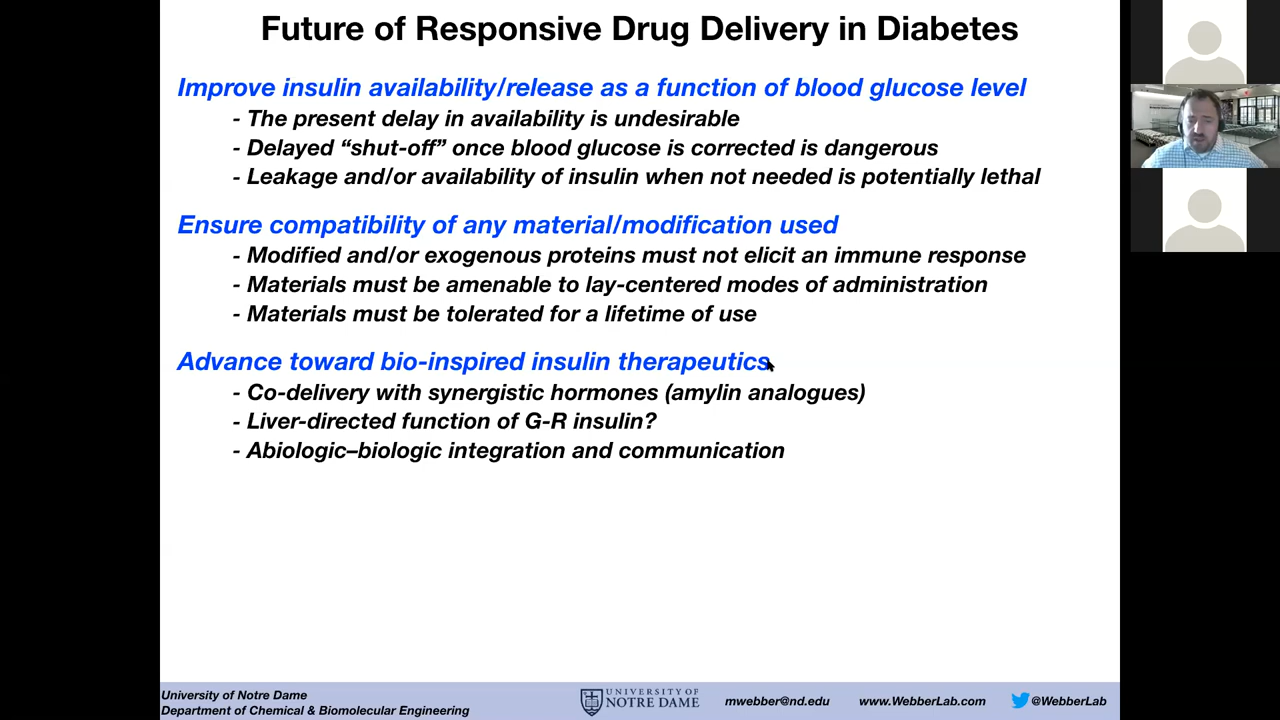 Future of Responsive Drug Delivery in Diabetes
Improve insulin availability/release as a function of blood glucose level
- The present delay in availability is undesirable
- Delayed “shut-off” once blood glucose is corrected is dangerous
- Leakage and/or availability of insulin when not needed is potentially lethal
Ensure compatibility of any material/modification used
- Modified and/or exogenous proteins must not elicit an immune response
- Materials must be amenable to lay-centered modes of administration
- Materials must be tolerated for a lifetime of use
Advance toward bio-inspired insulin therapeutics
- Co-delivery with synergistic hormones (amylin analogues)
- Liver-directed function of G-R insulin?
- Abiologic–biologic integration and communication
University of Notre Dame
Department of Chemical & Biomolecular Engineering
UNIVERSITY OF
NOTRE DAME
mwebber@nd.edu
www.WebberLab.com
@WebberLab